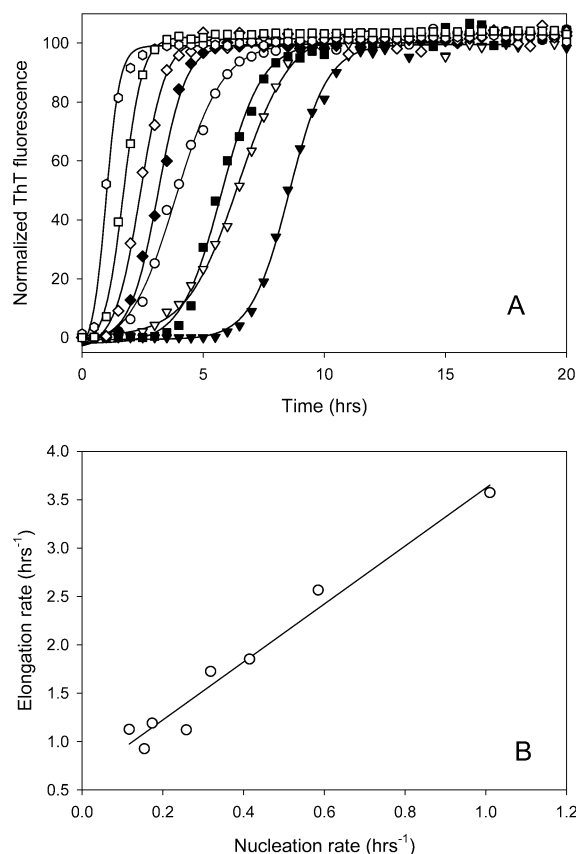 100
80
60
40
20
0
Normalized ThT fluorescence
A
0 5 10 15 20
Time (hrs)
4.0
3.5
3.0
2.5
2.0
1.5
1.0
0.5
Elongation rate (hrs⁻¹)
B
0.0 0.2 0.4 0.6 0.8 1.0 1.2
Nucleation rate (hrs⁻¹)